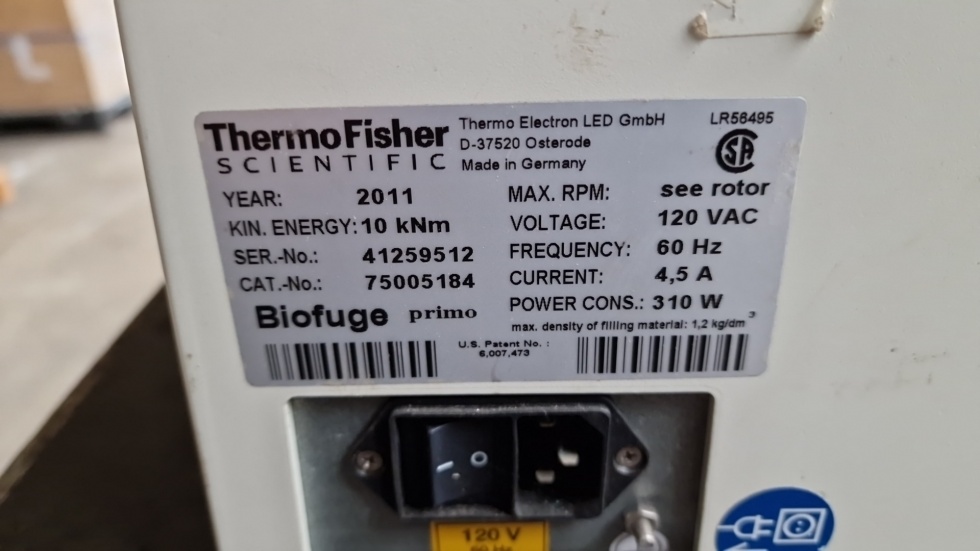 ThermoFisher
SCIENTIFIC
Thermo Electron LED GmbH
D-37520 Osterode
Made in Germany
LR56495
SA
YEAR: 2011
KIN. ENERGY: 10 kNm
SER.-No.: 41259512
CAT.-No.: 75005184
Biofuge primo
MAX. RPM: see rotor
VOLTAGE: 120 VAC
FREQUENCY: 60 Hz
CURRENT: 4,5 A
POWER CONS.: 310 W
max. density of filling material: 1,2 kg/dm³
U.S. Patent No. :
6,007,473
120 V
60 Hz